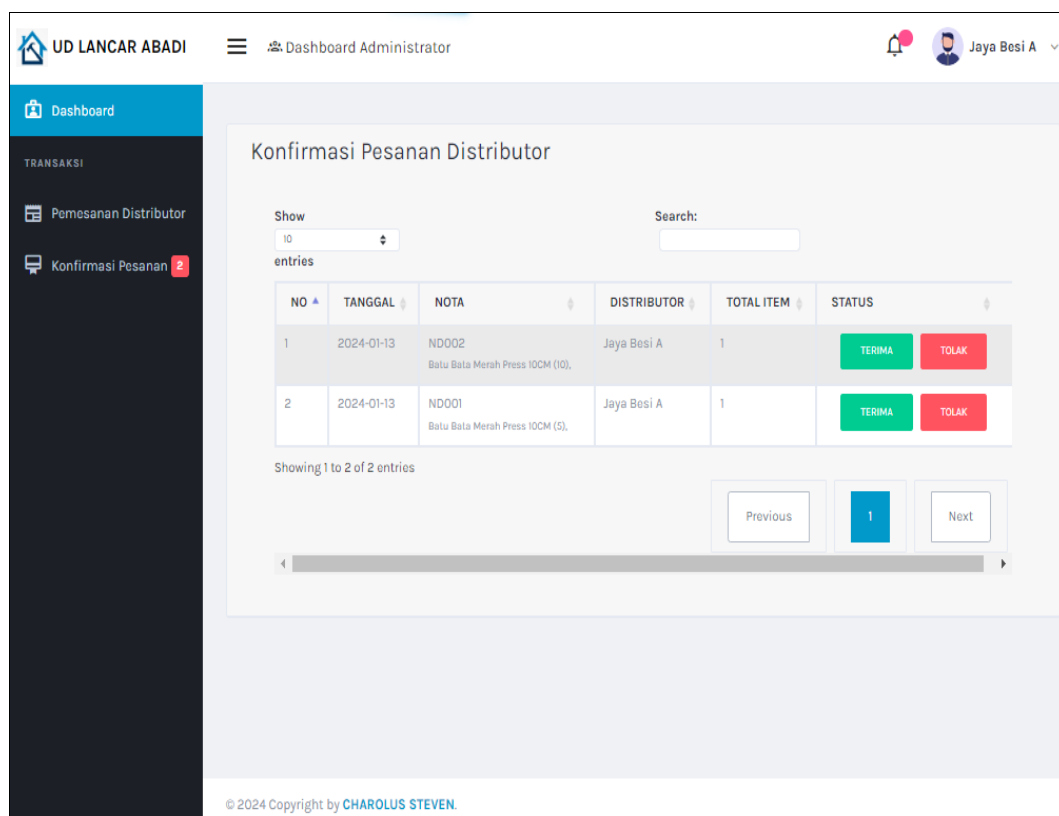 UD LANCAR ABADI
Dashboard Administrator
Jaya Besi A
Dashboard
TRANSAKSI
Pemesanan Distributor
Konfirmasi Pesanan 2
Konfirmasi Pesanan Distributor
Show
10
entries
Search:
NO TANGGAL NOTA DISTRIBUTOR TOTAL ITEM STATUS
1 2024-01-13 ND002 Jaya Besi A 1 TERIMA TOLAK
Batu Bata Merah Press 10CM (10),
2 2024-01-13 ND001 Jaya Besi A 1 TERIMA TOLAK
Batu Bata Merah Press 10CM (5),
Showing 1 to 2 of 2 entries
Previous 1 Next
© 2024 Copyright by CHAROLUS STEVEN.